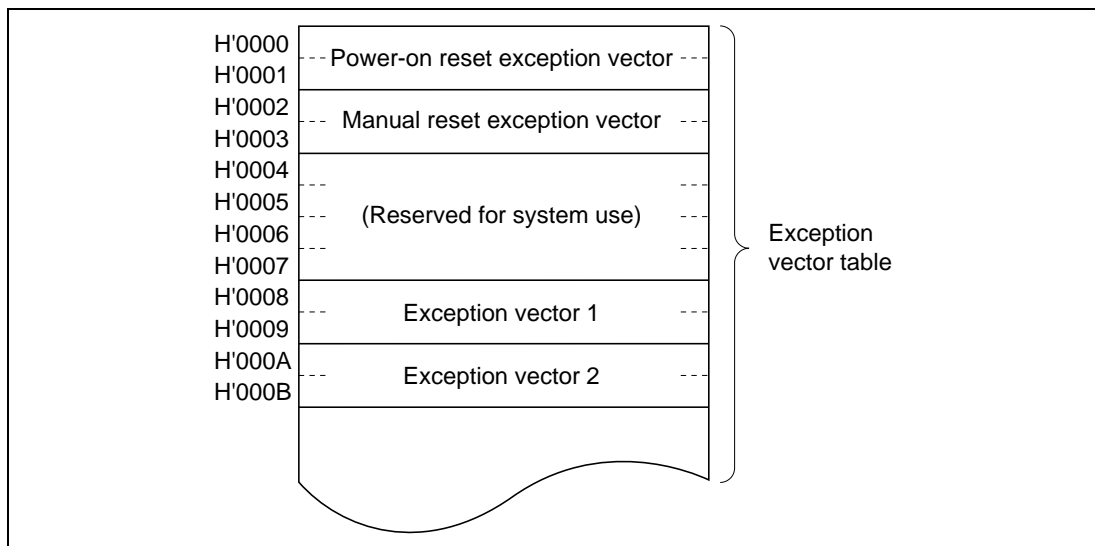 H'0000
Power-on reset exception vector
H'0001
H'0002
Manual reset exception vector
H'0003
H'0004
H'0005
(Reserved for system use)
H'0006
H'0007
Exception
vector table
H'0008
Exception vector 1
H'0009
H'000A
Exception vector 2
H'000B